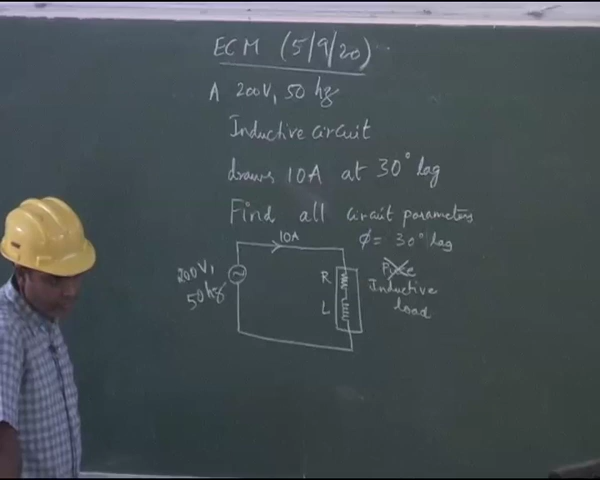 ECM (5/9/20)
A 200V, 50 hz
Inductive circuit
draws 10A at 30° lag
Find all circuit parameters
10A
ϕ = 30° lag
200V,
50hz
R
L
Pure
Inductive
load